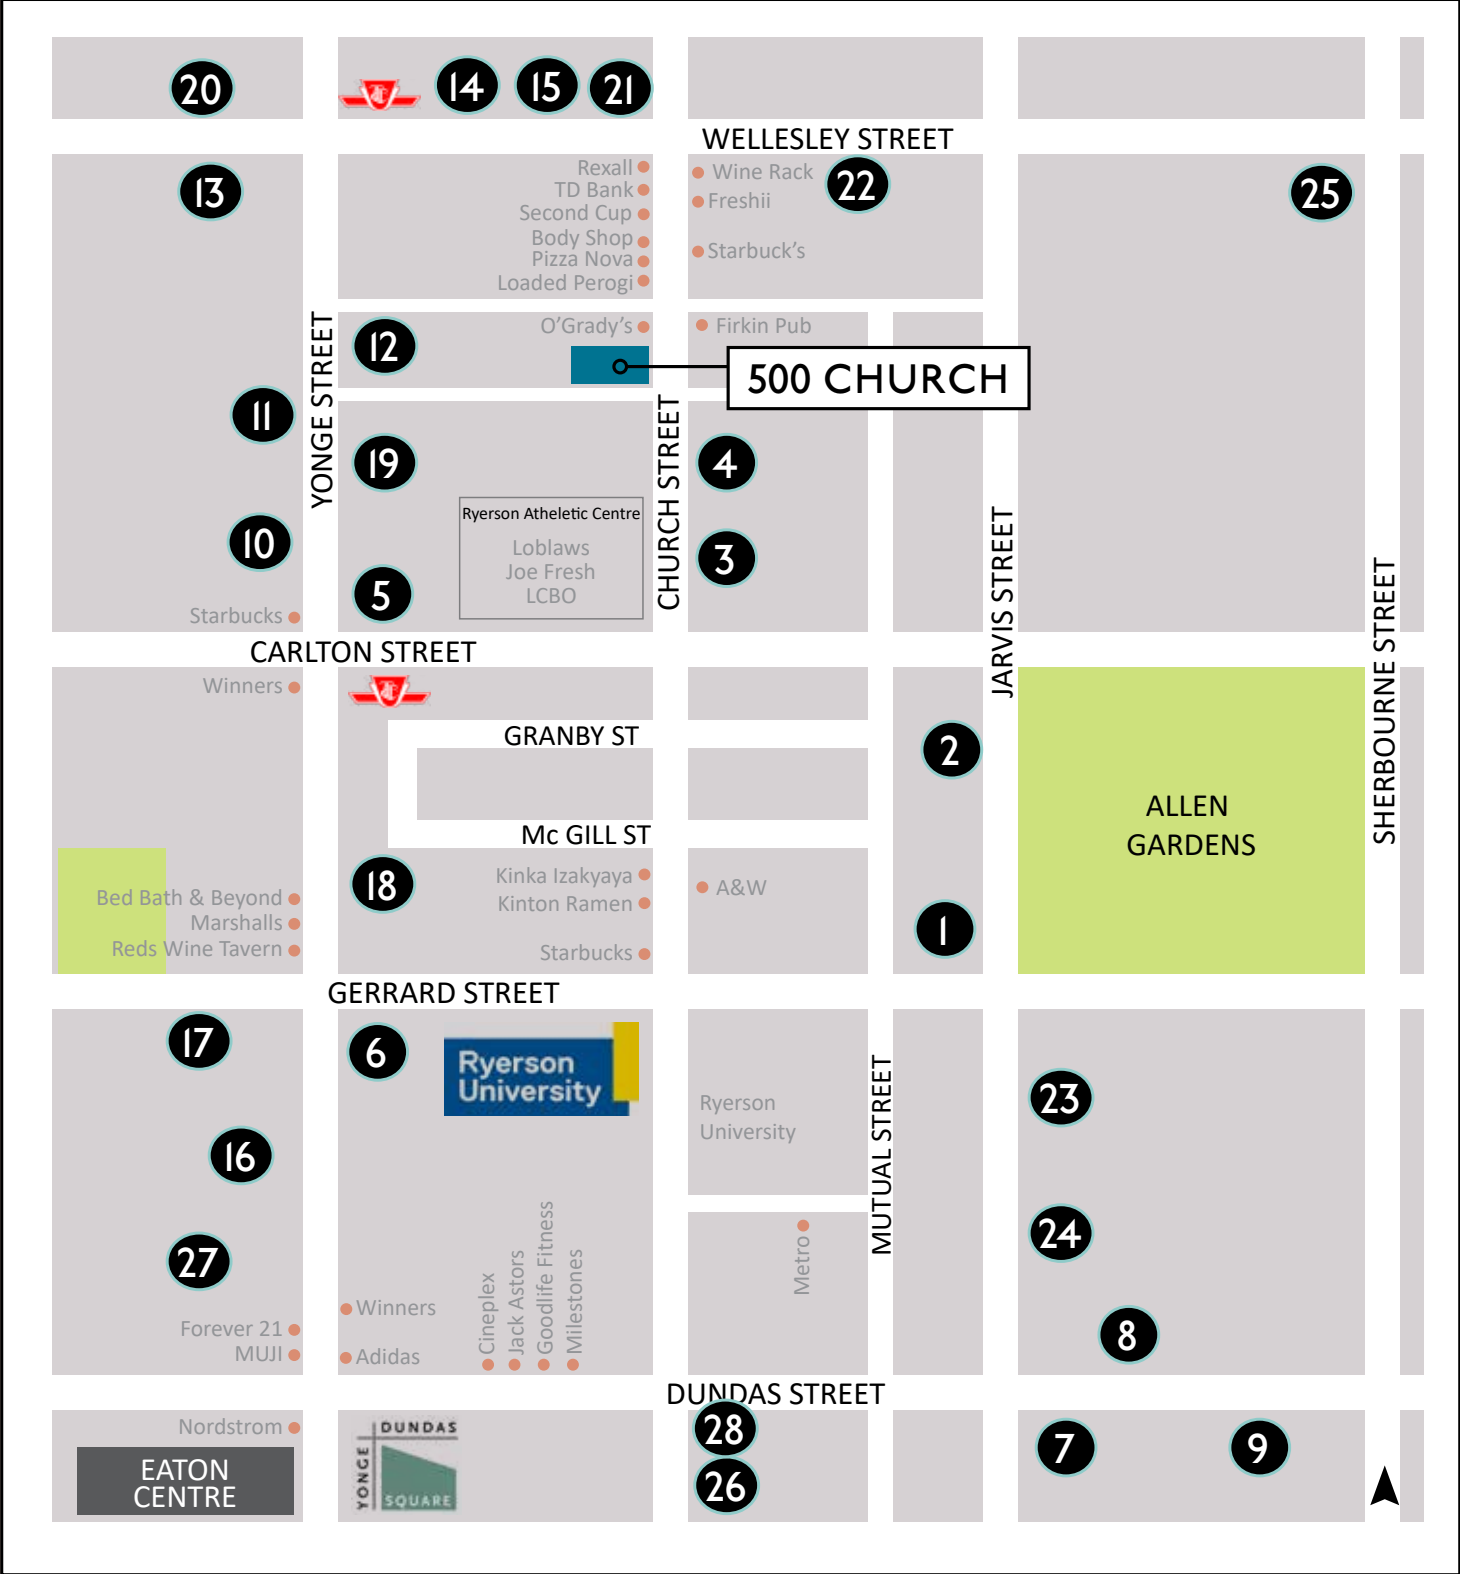 20
14
15
21
WELLESLEY STREET
13
Rexall
TD Bank
Second Cup
Body Shop
Pizza Nova
Loaded Perogi
Wine Rack
Freshii
Starbuck's
22
25
YONGE STREET
12
O'Grady's
Firkin Pub
500 CHURCH
11
19
CHURCH STREET
4
10
Ryerson Atheletic Centre
Loblaws
Joe Fresh
LCBO
3
5
JARVIS STREET
SHERBOURNE STREET
Starbucks
CARLTON STREET
Winners
GRANBY ST
2
ALLEN
GARDENS
Mc GILL ST
18
Kinka Izakyaya
Kinton Ramen
Starbucks
A&W
1
Bed Bath & Beyond
Marshalls
Reds Wine Tavern
GERRARD STREET
17
6
Ryerson
University
Ryerson
University
MUTUAL STREET
23
16
24
27
Metro
Cineplex
Jack Astors
Goodlife Fitness
Milestones
Winners
Adidas
Forever 21
MUJI
8
DUNDAS STREET
Nordstrom
EATON
CENTRE
YONGE
DUNDAS
SQUARE
28
26
7
9